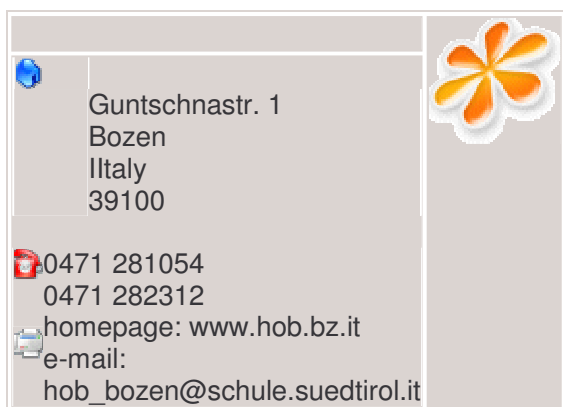 Guntschnastr. 1
Bozen
IItaly
39100
0471 281054
0471 282312
homepage: www.hob.bz.it
e-mail:
hob_bozen@schule.suedtirol.it